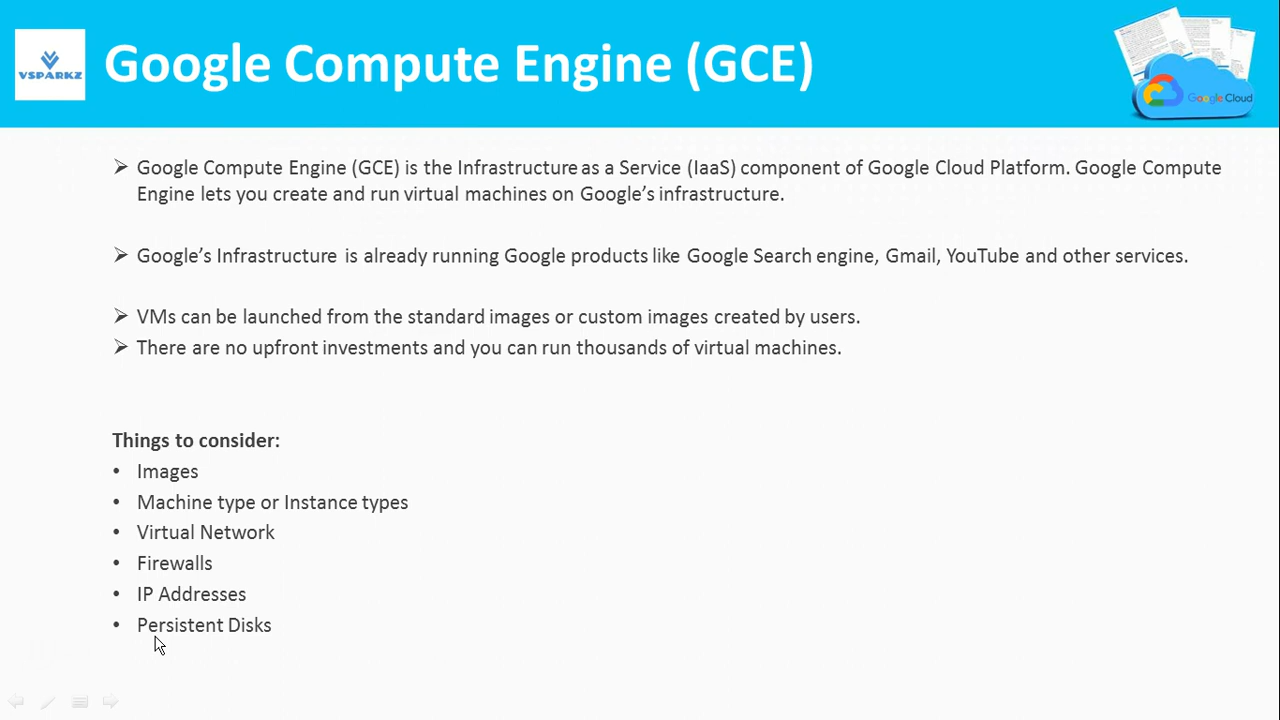 VSPARKZ
Google Compute Engine (GCE)
Google Cloud
➢ Google Compute Engine (GCE) is the Infrastructure as a Service (IaaS) component of Google Cloud Platform. Google Compute
Engine lets you create and run virtual machines on Google’s infrastructure.
➢ Google’s Infrastructure is already running Google products like Google Search engine, Gmail, YouTube and other services.
➢ VMs can be launched from the standard images or custom images created by users.
➢ There are no upfront investments and you can run thousands of virtual machines.
Things to consider:
• Images
• Machine type or Instance types
• Virtual Network
• Firewalls
• IP Addresses
• Persistent Disks